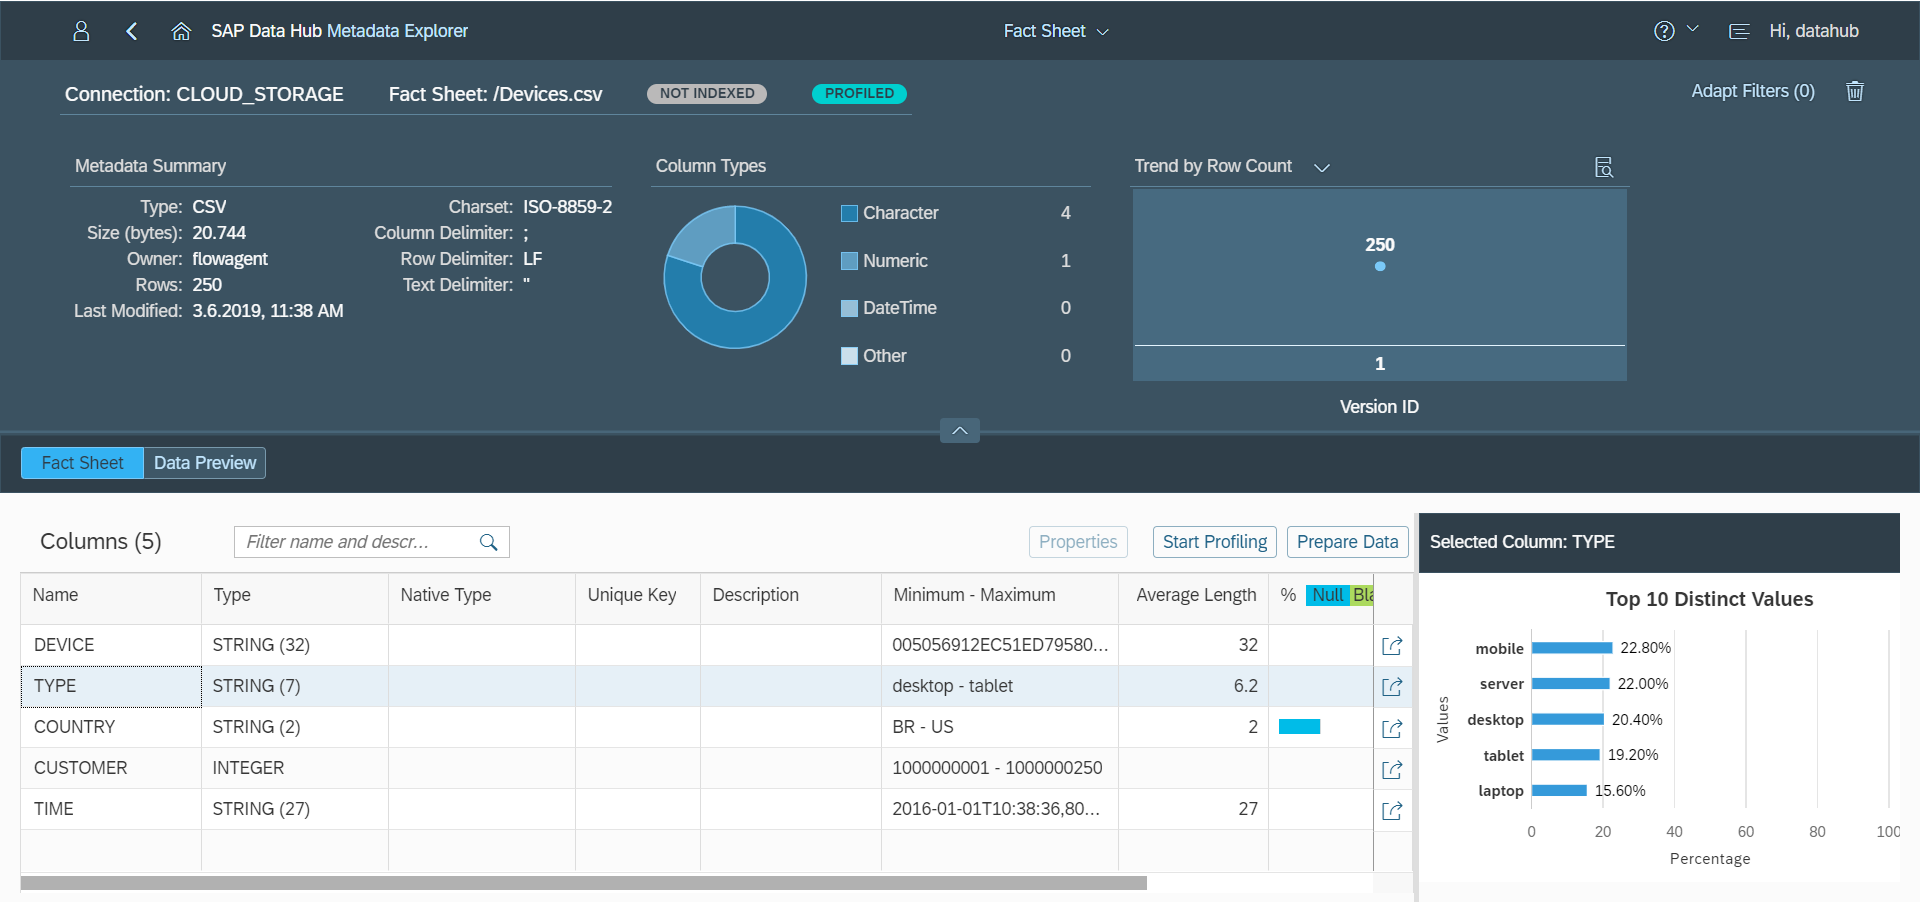 SAP Data Hub Metadata Explorer
Fact Sheet
Hi, datahub
Connection: CLOUD_STORAGE
Fact Sheet: /Devices.csv
NOT INDEXED
PROFILED
Adapt Filters (0)
Metadata Summary
Type: CSV
Size (bytes): 20.744
Owner: flowagent
Rows: 250
Last Modified: 3.6.2019, 11:38 AM
Charset: ISO-8859-2
Column Delimiter: ;
Row Delimiter: LF
Text Delimiter: "
Column Types
Character 4
Numeric 1
DateTime 0
Other 0
Trend by Row Count
250
1
Version ID
Fact Sheet
Data Preview
Columns (5)
Filter name and descr...
Properties
Start Profiling
Prepare Data
Name Type Native Type Unique Key Description Minimum - Maximum Average Length % Null Bla
DEVICE STRING (32) 005056912EC51ED79580... 32
TYPE STRING (7) desktop - tablet 6.2
COUNTRY STRING (2) BR - US 2
CUSTOMER INTEGER 1000000001 - 1000000250
TIME STRING (27) 2016-01-01T10:38:36,80... 27
Selected Column: TYPE
Top 10 Distinct Values
Values
mobile 22.80%
server 22.00%
desktop 20.40%
tablet 19.20%
laptop 15.60%
0 20 40 60 80 100
Percentage